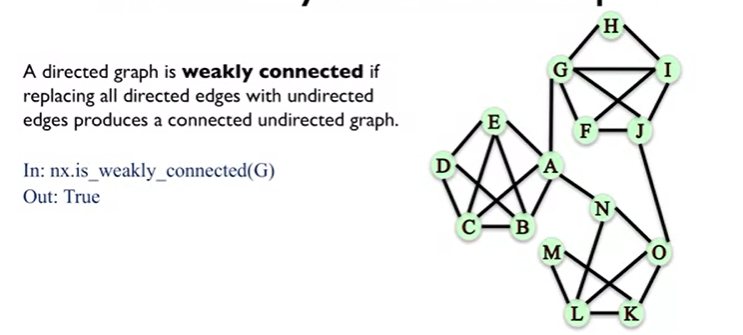 A directed graph is weakly connected if
replacing all directed edges with undirected
edges produces a connected undirected graph.
In: nx.is_weakly_connected(G)
Out: True
H
G
I
F
J
E
D
A
C
B
N
M
O
L
K